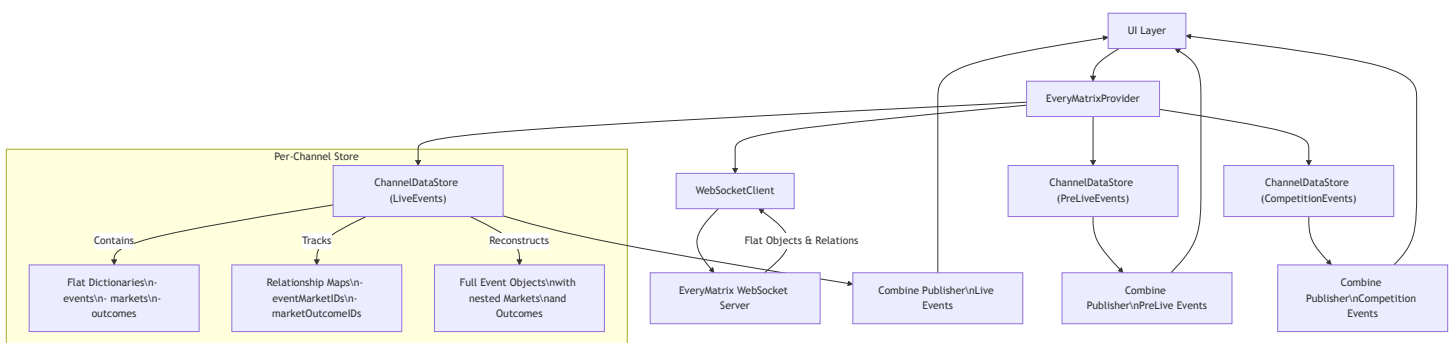 UI Layer
EveryMatrixProvider
Per-Channel Store
ChannelDataStore
(LiveEvents)
WebSocketClient
ChannelDataStore
(PreLiveEvents)
ChannelDataStore
(CompetitionEvents)
Contains
Tracks
Reconstructs
Flat Objects & Relations
Flat Dictionaries\n-
events\n- markets\n-
outcomes
Relationship Maps\n-
eventMarketIDs\n-
marketOutcomeIDs
Full Event Objects\nwith
nested Markets\nand
Outcomes
EveryMatrix WebSocket
Server
Combine Publisher\nLive
Events
Combine
Publisher\nPreLive Events
Combine
Publisher\nCompetition
Events